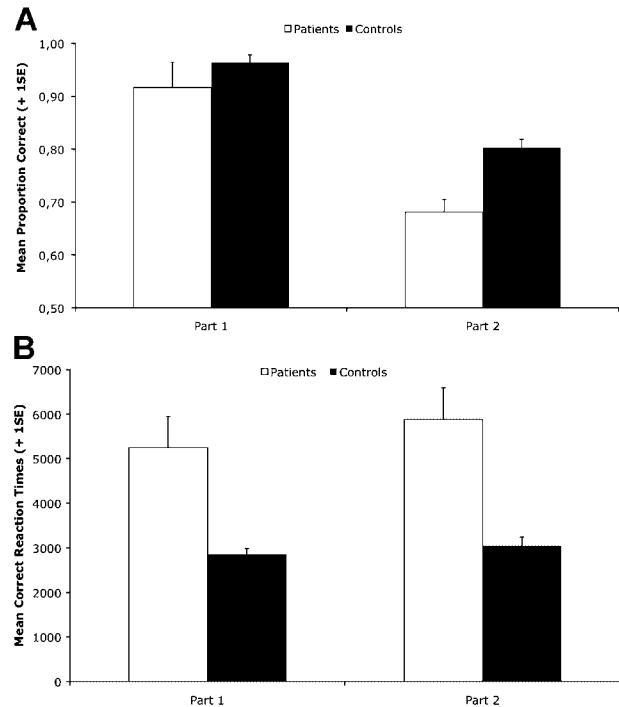 A
Patients Controls
Mean Proportion Correct (+ 1SE)
1,00
0,90
0,80
0,70
0,60
0,50
Part 1 Part 2
B
Patients Controls
Mean Correct Reaction Times (+ 1SE)
7000
6000
5000
4000
3000
2000
1000
0
Part 1 Part 2